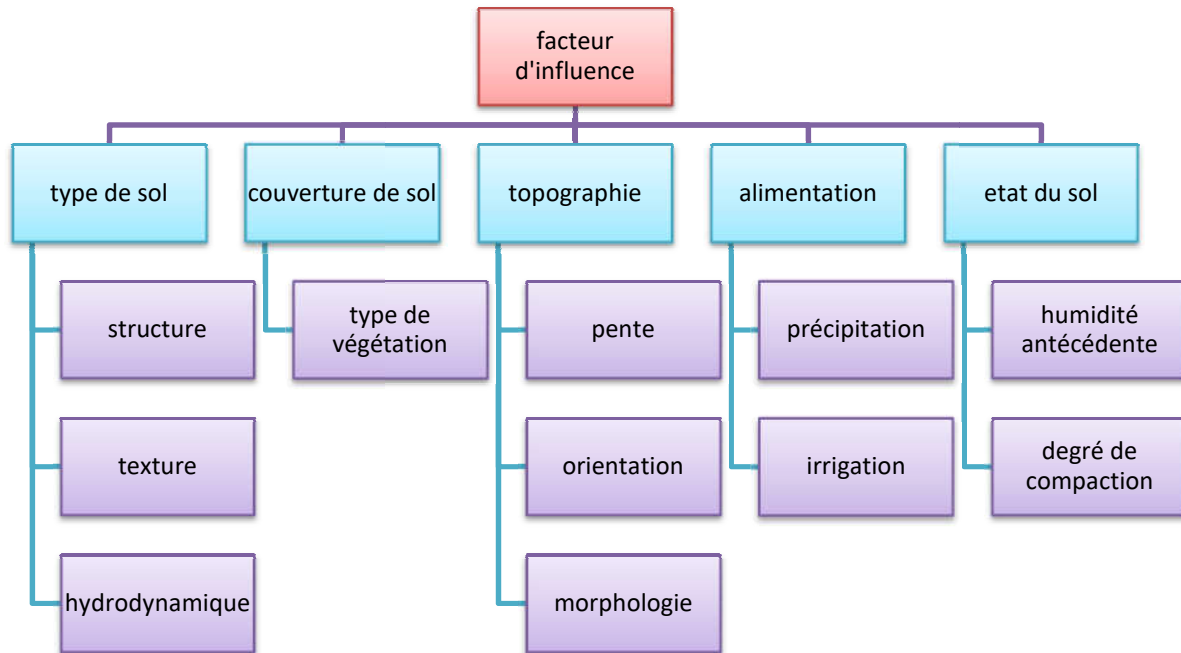 facteur
d'influence
type de sol
couverture de sol
topographie
alimentation
etat du sol
structure
type de
végétation
pente
précipitation
humidité
antécédente
texture
orientation
irrigation
degré de
compaction
hydrodynamique
morphologie